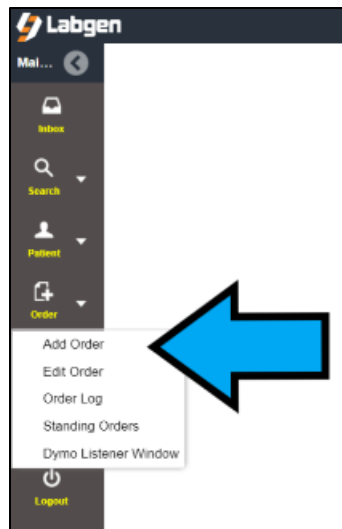 Labgen
Mai...
Inbox
Search
Patient
Order
Add Order
Edit Order
Order Log
Standing Orders
Dymo Listener Window
Logout